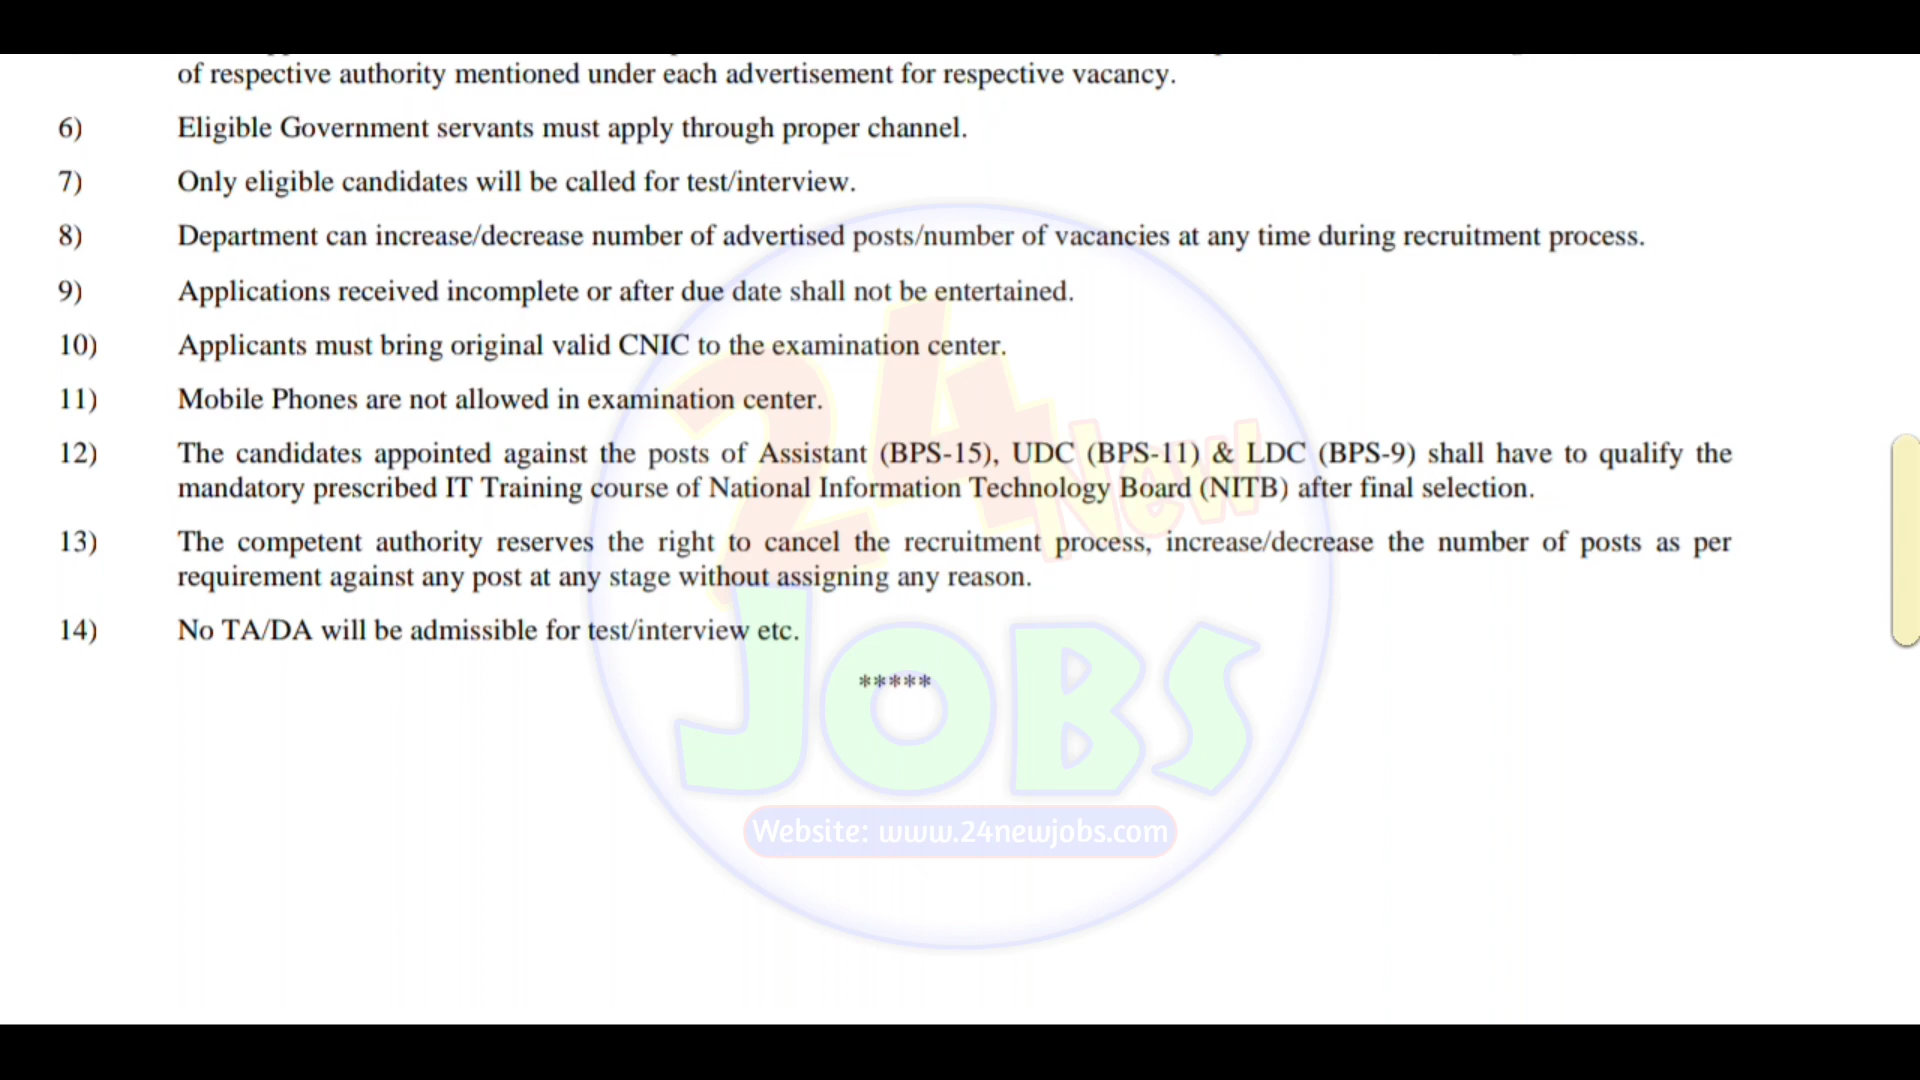 of respective authority mentioned under each advertisement for respective vacancy.
6) Eligible Government servants must apply through proper channel.
7) Only eligible candidates will be called for test/interview.
8) Department can increase/decrease number of advertised posts/number of vacancies at any time during recruitment process.
9) Applications received incomplete or after due date shall not be entertained.
10) Applicants must bring original valid CNIC to the examination center.
11) Mobile Phones are not allowed in examination center.
12) The candidates appointed against the posts of Assistant (BPS-15), UDC (BPS-11) & LDC (BPS-9) shall have to qualify the
mandatory prescribed IT Training course of National Information Technology Board (NITB) after final selection.
13) The competent authority reserves the right to cancel the recruitment process, increase/decrease the number of posts as per
requirement against any post at any stage without assigning any reason.
14) No TA/DA will be admissible for test/interview etc.
*****
24 New
JOBS
Website: www.24newjobs.com